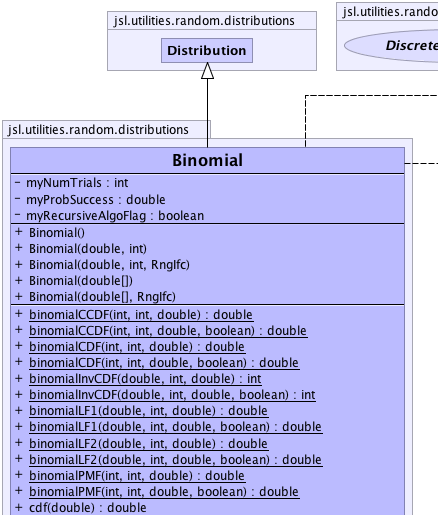 jsl.utilities.random.distributions
jsl.utilities.rando
Distribution
Discrete
jsl.utilities.random.distributions
Binomial
− myNumTrials : int
− myProbSuccess : double
− myRecursiveAlgoFlag : boolean
+ Binomial()
+ Binomial(double, int)
+ Binomial(double, int, RngIfc)
+ Binomial(double[])
+ Binomial(double[], RngIfc)
+ binomialCCDF(int, int, double) : double
+ binomialCCDF(int, int, double, boolean) : double
+ binomialCDF(int, int, double) : double
+ binomialCDF(int, int, double, boolean) : double
+ binomialInvCDF(double, int, double) : int
+ binomialInvCDF(double, int, double, boolean) : int
+ binomialLF1(double, int, double) : double
+ binomialLF1(double, int, double, boolean) : double
+ binomialLF2(double, int, double) : double
+ binomialLF2(double, int, double, boolean) : double
+ binomialPMF(int, int, double) : double
+ binomialPMF(int, int, double, boolean) : double
+ cdf(double) : double